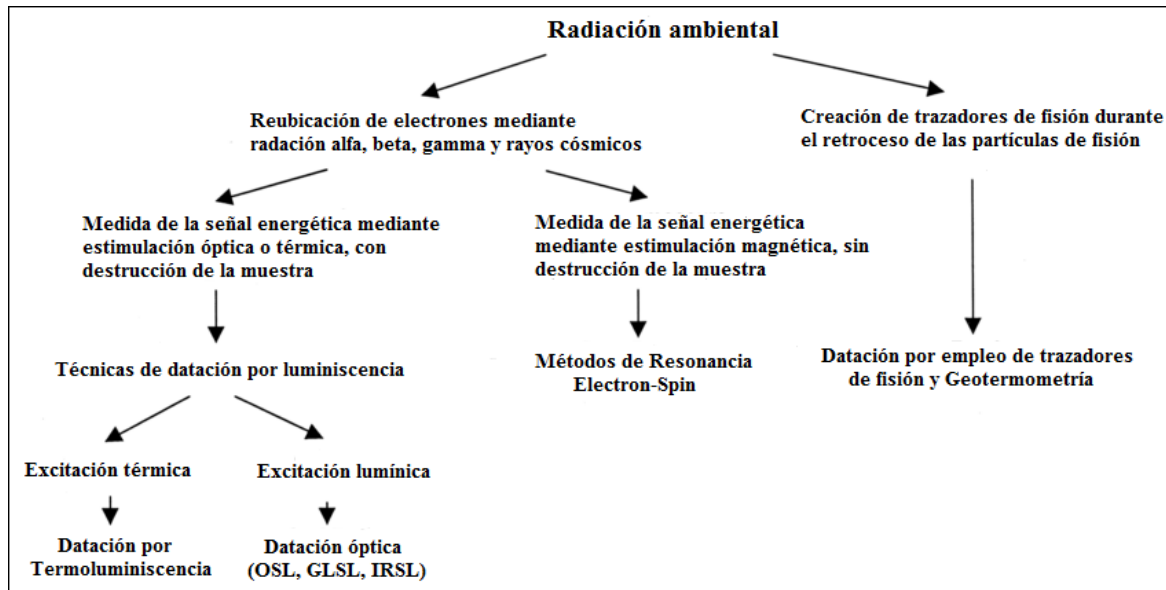 Radiación ambiental
Reubicación de electrones mediante
radación alfa, beta, gamma y rayos cósmicos
Creación de trazadores de fisión durante
el retroceso de las partículas de fisión
Medida de la señal energética mediante
estimulación óptica o térmica, con
destrucción de la muestra
Medida de la señal energética
mediante estimulación magnética, sin
destrucción de la muestra
Técnicas de datación por luminiscencia
Métodos de Resonancia
Electron-Spin
Datación por empleo de trazadores
de fisión y Geotermometría
Excitación térmica
Excitación lumínica
Datación por
Termoluminiscencia
Datación óptica
(OSL, GLSL, IRSL)